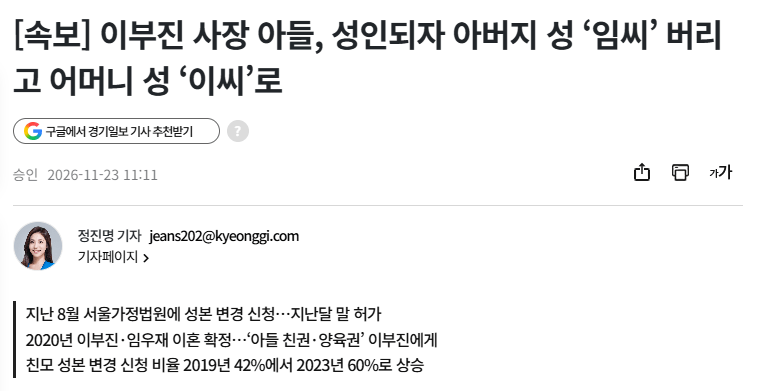 [속보] 이부진 사장 아들, 성인되자 아버지 성 ‘임씨’ 버리
고 어머니 성 ‘이씨’로
구글에서 경기일보 기사 추천받기
?
승인 2026-11-23 11:11
가가
정진명 기자 jeans202@kyeonggi.com
기자페이지 >
지난 8월 서울가정법원에 성본 변경 신청…지난달 말 허가
2020년 이부진·임우재 이혼 확정…‘아들 친권·양육권’ 이부진에게
친모 성본 변경 신청 비율 2019년 42%에서 2023년 60%로 상승